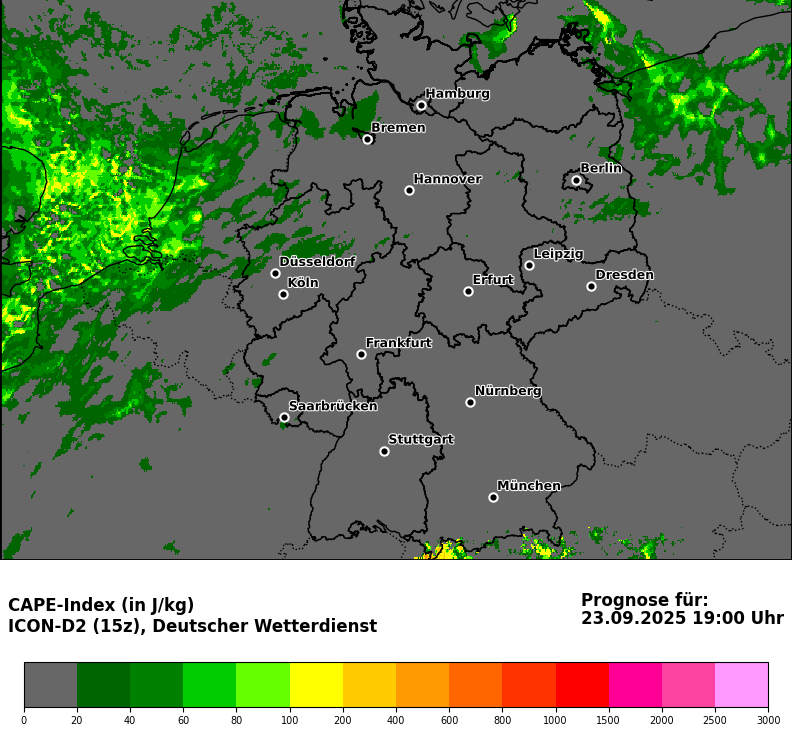 Hamburg
Bremen
Berlin
Hannover
Leipzig
Düsseldorf
Dresden
Köln
Erfurt
Frankfurt
Nürnberg
Saarbrücken
Stuttgart
München
CAPE-Index (in J/kg)
ICON-D2 (15z), Deutscher Wetterdienst
Prognose für:
23.09.2025 19:00 Uhr
0 20 40 60 80 100 200 400 600 800 1000 1500 2000 2500 3000